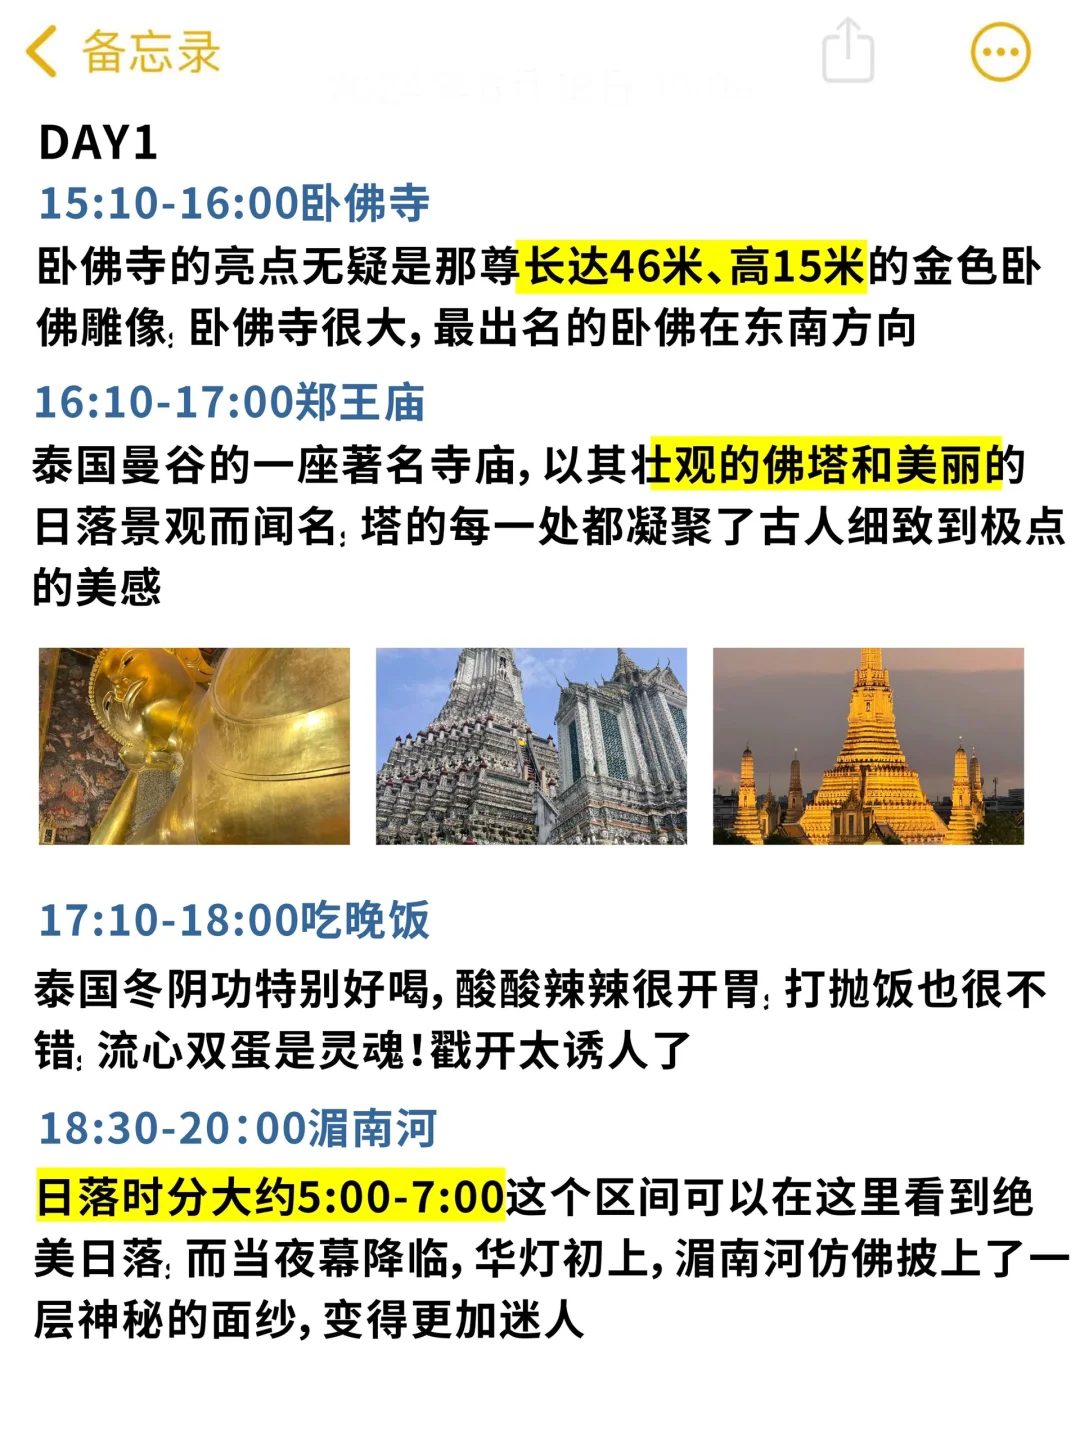 备忘录
DAY1
15:10-16:00卧佛寺
卧佛寺的亮点无疑是那尊长达46米、高15米的金色卧
佛雕像; 卧佛寺很大,最出名的卧佛在东南方向
16:10-17:00郑王庙
泰国曼谷的一座著名寺庙,以其壮观的佛塔和美丽的
日落景观而闻名; 塔的每一处都凝聚了古人细致到极点
的美感
17:10-18:00吃晚饭
泰国冬阴功特别好喝,酸酸辣辣很开胃; 打抛饭也很不
错; 流心双蛋是灵魂!戳开太诱人了
18:30-20:00湄南河
日落时分大约5:00-7:00这个区间可以在这里看到绝
美日落; 而当夜幕降临,华灯初上,湄南河仿佛披上了一
层神秘的面纱,变得更加迷人